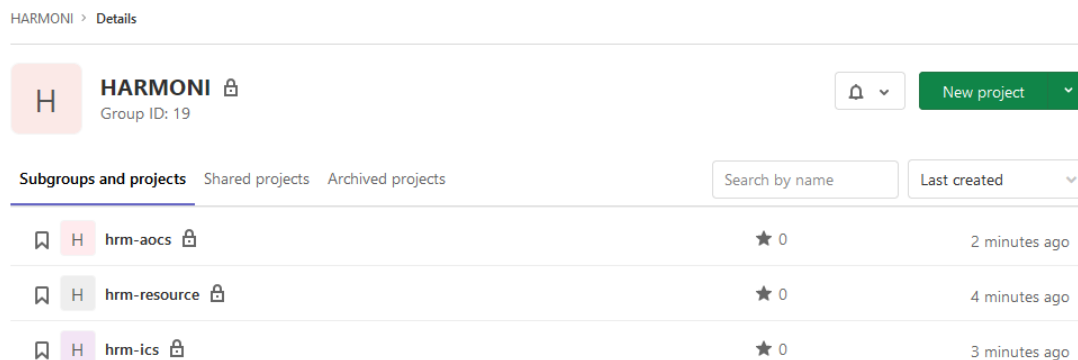 HARMONI > Details
H
HARMONI
Group ID: 19
New project
Subgroups and projects Shared projects Archived projects
Search by name
Last created
H hrm-aocs 0 2 minutes ago
H hrm-resource 0 4 minutes ago
H hrm-ics 0 3 minutes ago